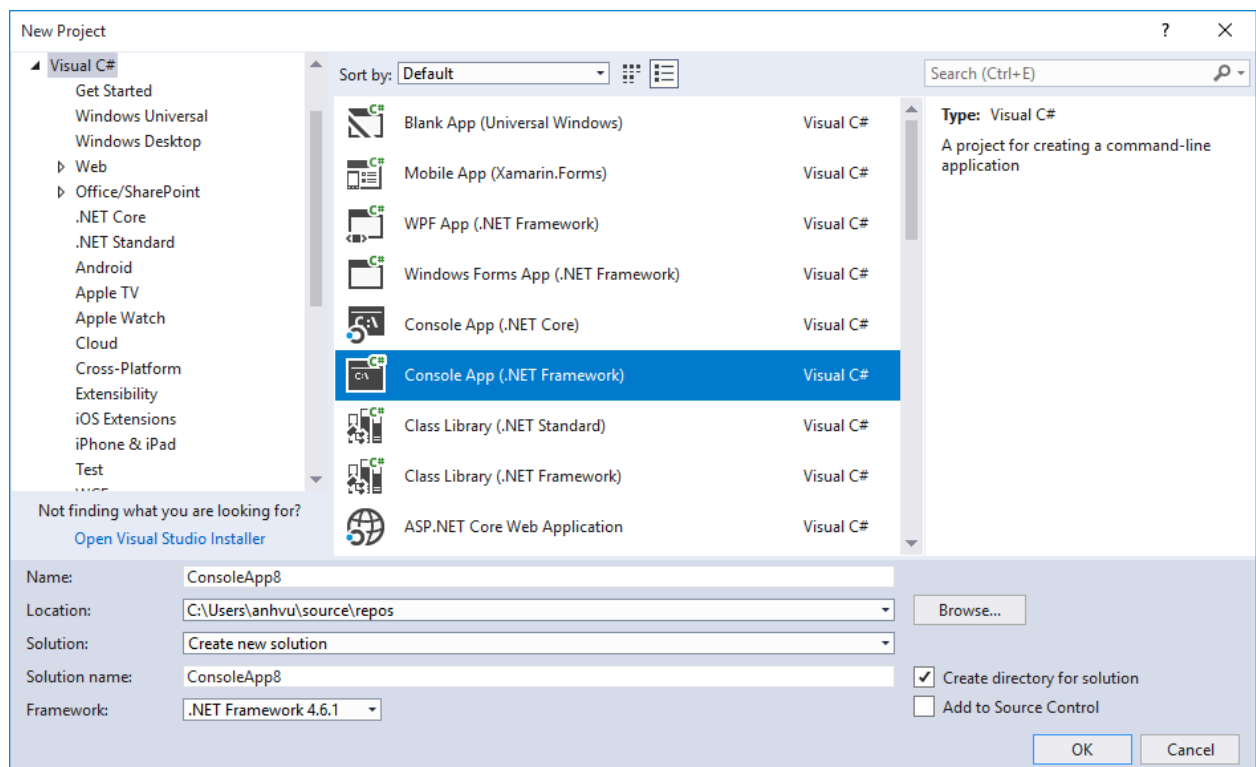 New Project
?
Visual C#
Get Started
Windows Universal
Windows Desktop
Web
Office/SharePoint
.NET Core
.NET Standard
Android
Apple TV
Apple Watch
Cloud
Cross-Platform
Extensibility
iOS Extensions
iPhone & iPad
Test
Not finding what you are looking for?
Open Visual Studio Installer
Sort by: Default
Blank App (Universal Windows) Visual C#
Mobile App (Xamarin.Forms) Visual C#
WPF App (.NET Framework) Visual C#
Windows Forms App (.NET Framework) Visual C#
Console App (.NET Core) Visual C#
Console App (.NET Framework) Visual C#
Class Library (.NET Standard) Visual C#
Class Library (.NET Framework) Visual C#
ASP.NET Core Web Application Visual C#
Search (Ctrl+E)
Type: Visual C#
A project for creating a command-line
application
Name: ConsoleApp8
Location: C:\Users\anhvu\source\repos
Browse...
Solution: Create new solution
Solution name: ConsoleApp8
Create directory for solution
Framework: .NET Framework 4.6.1
Add to Source Control
OK Cancel